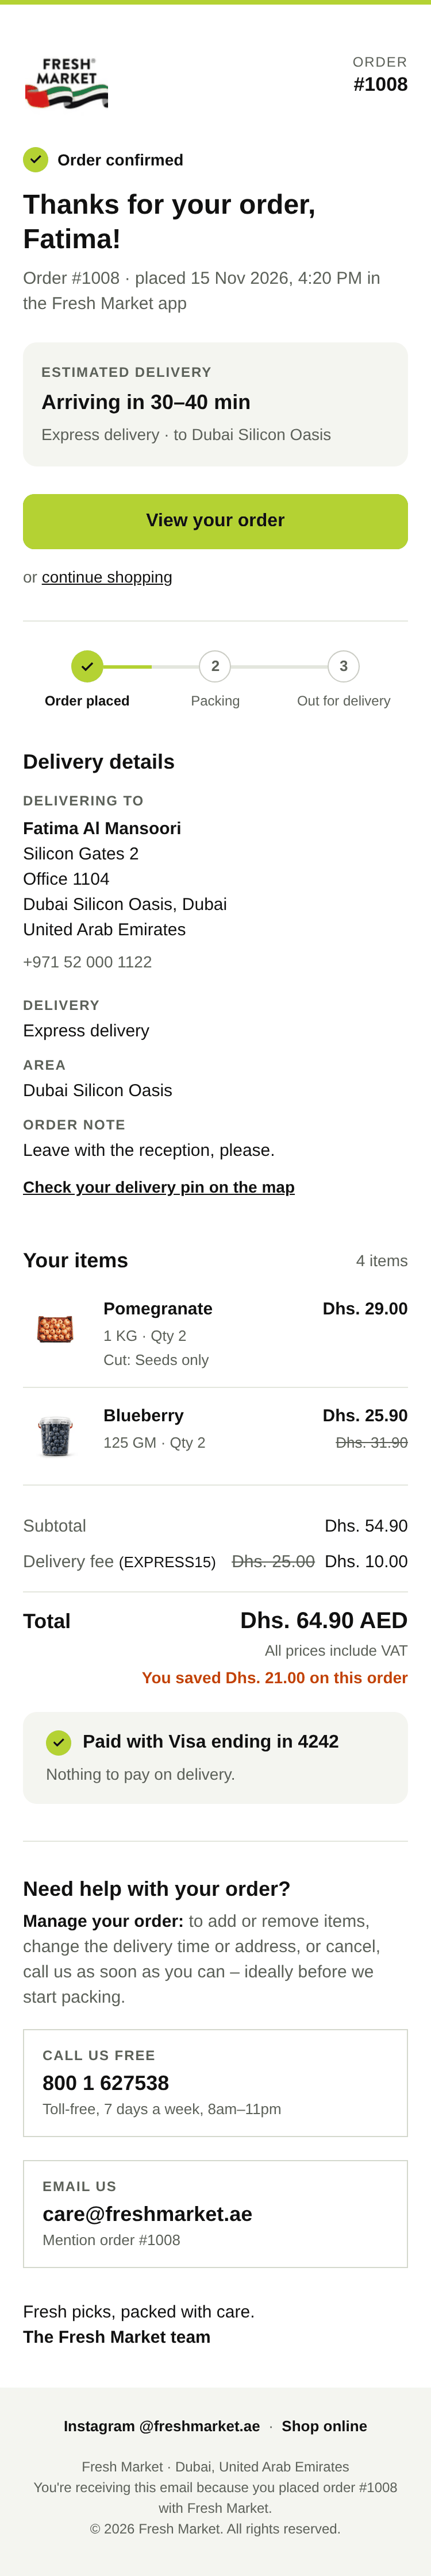 FRESH
MARKET
ORDER
#1008
Order confirmed
Thanks for your order,
Fatima!
Order #1008 · placed 15 Nov 2026, 4:20 PM in
the Fresh Market app
ESTIMATED DELIVERY
Arriving in 30–40 min
Express delivery · to Dubai Silicon Oasis
View your order
or continue shopping
2
3
Order placed
Packing
Out for delivery
Delivery details
DELIVERING TO
Fatima Al Mansoori
Silicon Gates 2
Office 1104
Dubai Silicon Oasis, Dubai
United Arab Emirates
+971 52 000 1122
DELIVERY
Express delivery
AREA
Dubai Silicon Oasis
ORDER NOTE
Leave with the reception, please.
Check your delivery pin on the map
Your items 4 items
Pomegranate Dhs. 29.00
1 KG · Qty 2
Cut: Seeds only
Blueberry Dhs. 25.90
125 GM · Qty 2 Dhs. 31.90
Subtotal Dhs. 54.90
Delivery fee (EXPRESS15) Dhs. 25.00 Dhs. 10.00
Total Dhs. 64.90 AED
All prices include VAT
You saved Dhs. 21.00 on this order
Paid with Visa ending in 4242
Nothing to pay on delivery.
Need help with your order?
Manage your order: to add or remove items,
change the delivery time or address, or cancel,
call us as soon as you can – ideally before we
start packing.
CALL US FREE
800 1 627538
Toll-free, 7 days a week, 8am–11pm
EMAIL US
care@freshmarket.ae
Mention order #1008
Fresh picks, packed with care.
The Fresh Market team
Instagram @freshmarket.ae · Shop online
Fresh Market · Dubai, United Arab Emirates
You're receiving this email because you placed order #1008
with Fresh Market.
© 2026 Fresh Market. All rights reserved.